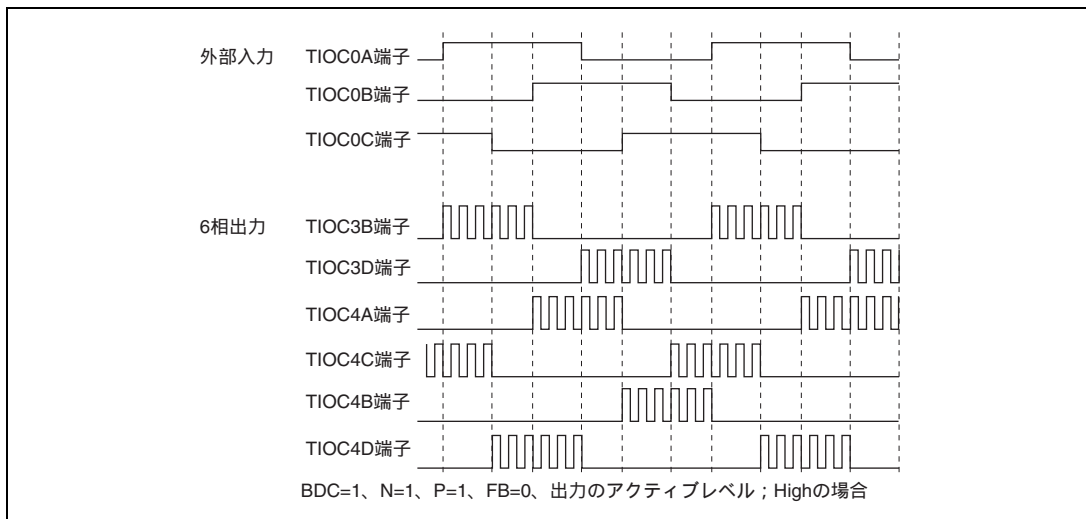 外部入力 TIOC0A端子
TIOC0B端子
TIOC0C端子
6相出力 TIOC3B端子
TIOC3D端子
TIOC4A端子
TIOC4C端子
TIOC4B端子
TIOC4D端子
BDC=1、N=1、P=1、FB=0、出力のアクティブレベル；Highの場合